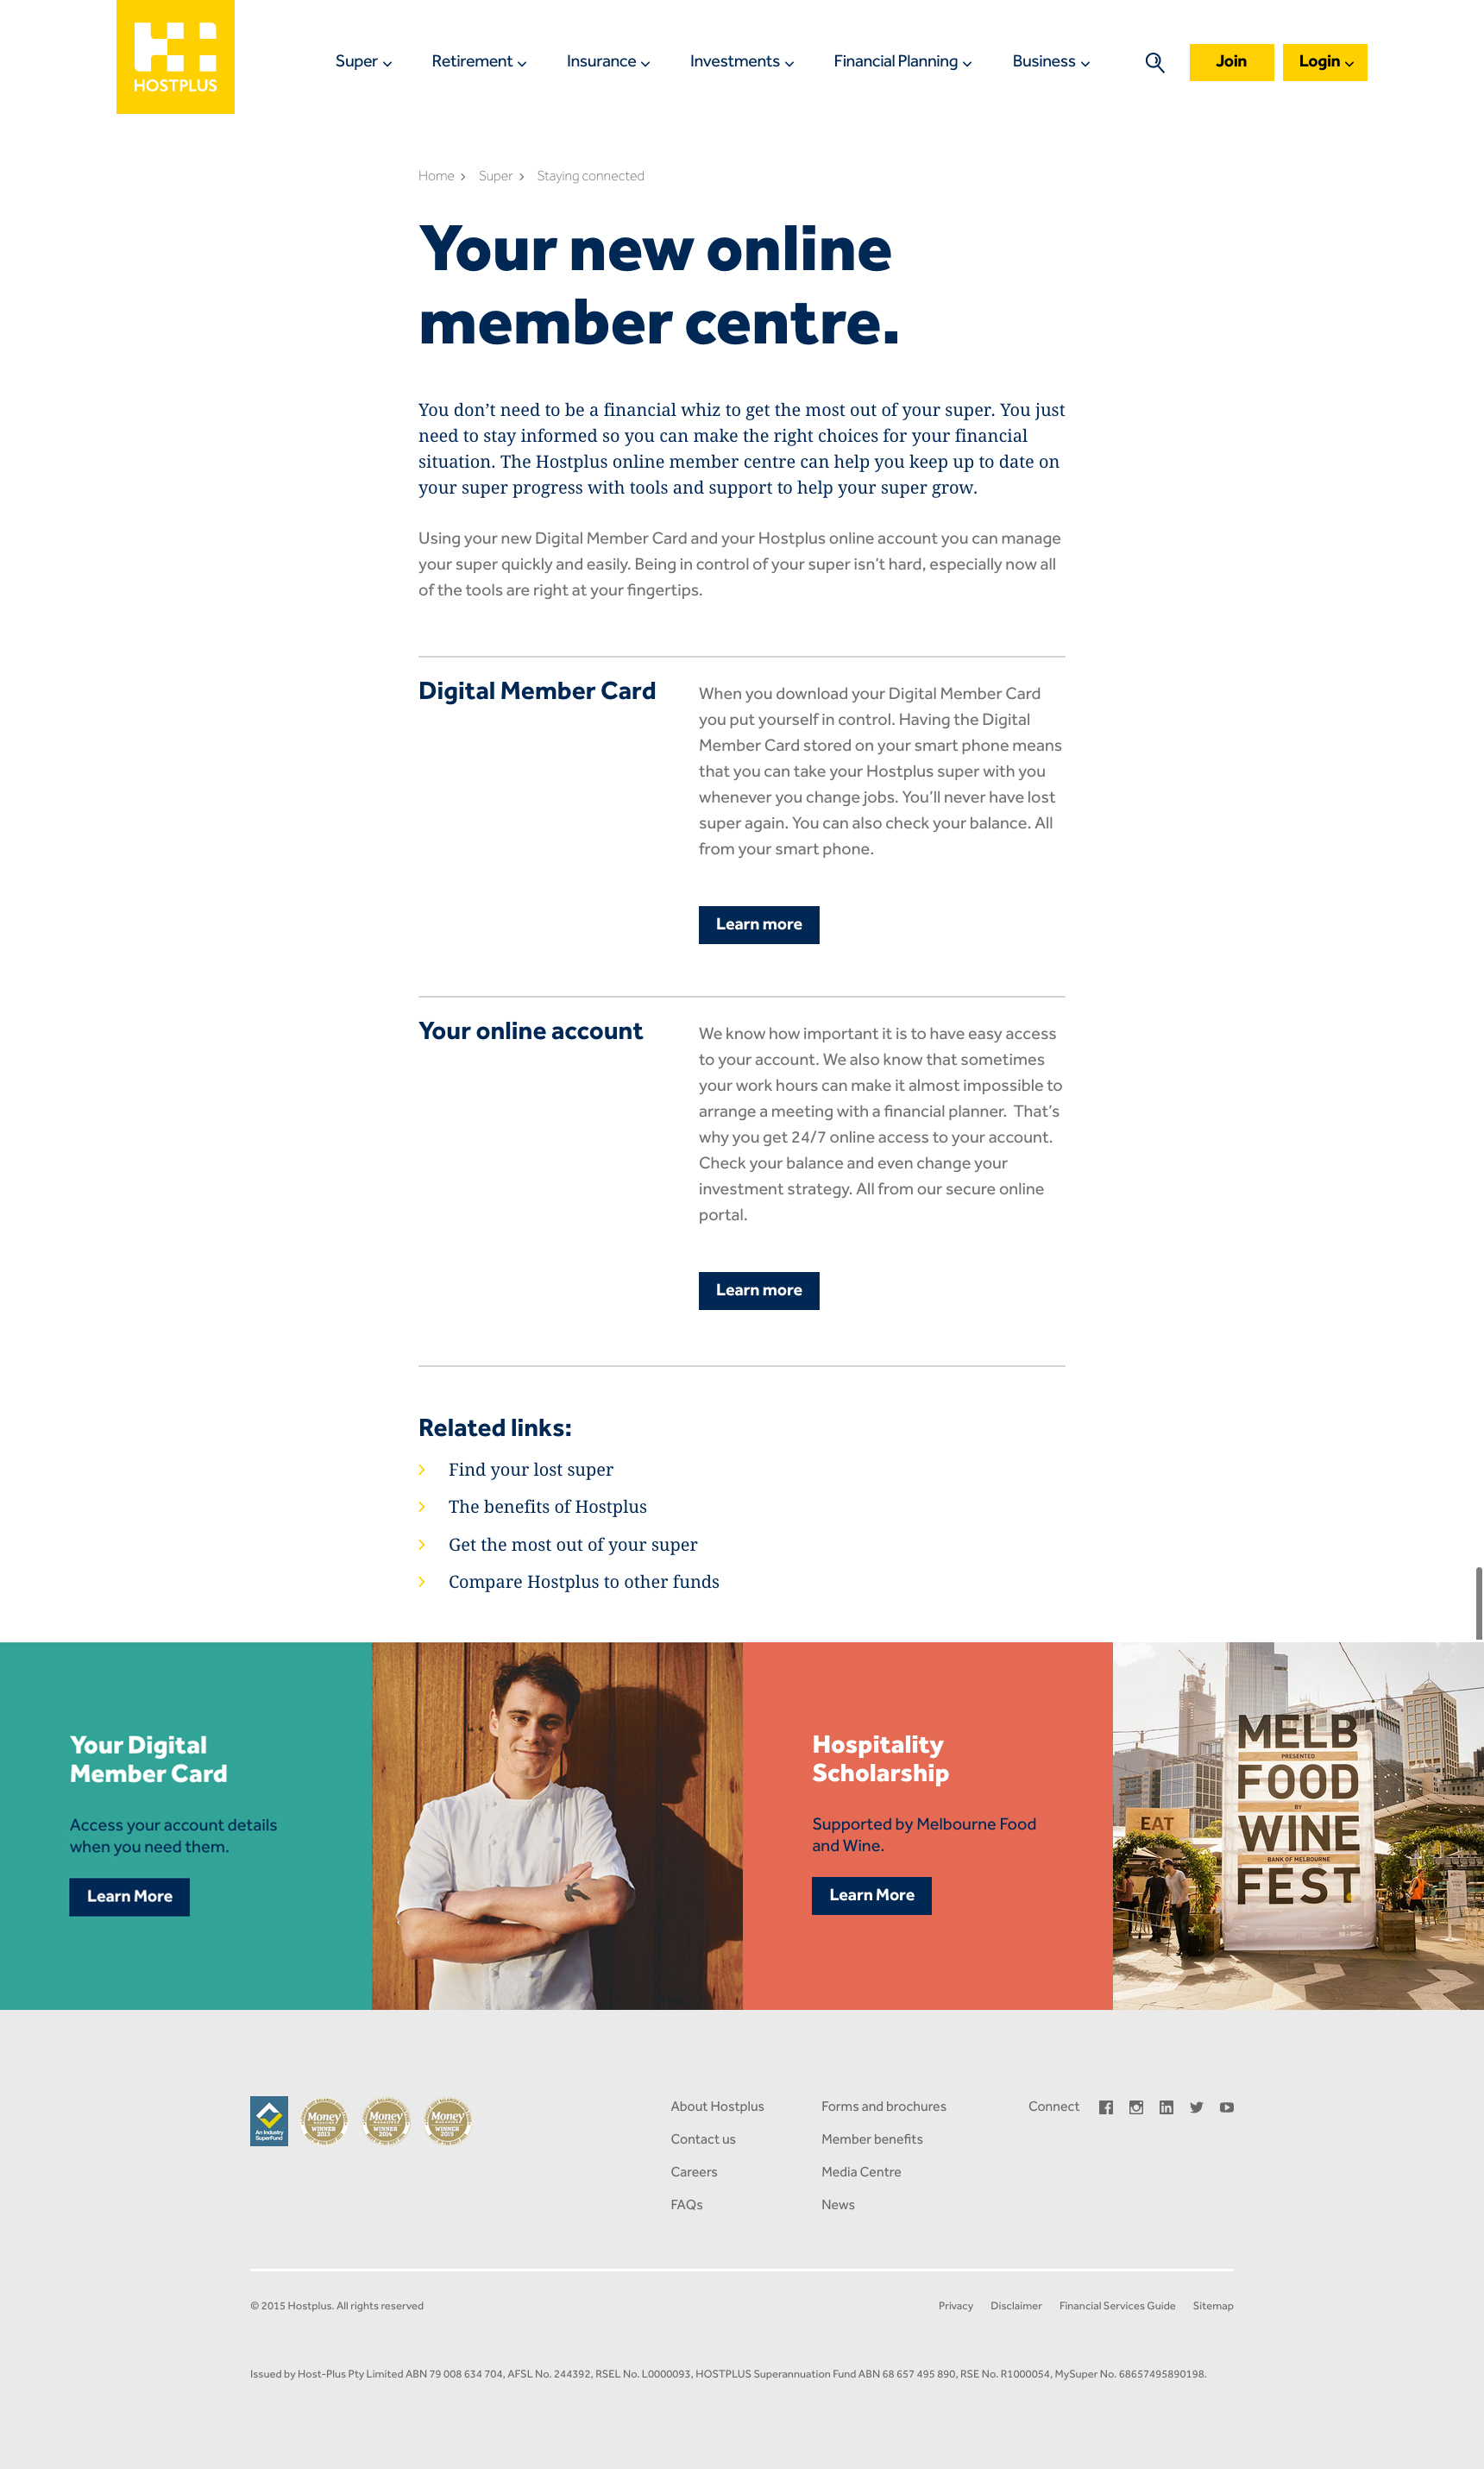 HOSTPLUS
Super
Retirement
Insurance
Investments
Financial Planning
Business
Join
Login
Home
Super
Staying connected
Your new online
member centre.
You don’t need to be a financial whiz to get the most out of your super. You just
need to stay informed so you can make the right choices for your financial
situation. The Hostplus online member centre can help you keep up to date on
your super progress with tools and support to help your super grow.
Using your new Digital Member Card and your Hostplus online account you can manage
your super quickly and easily. Being in control of your super isn’t hard, especially now all
of the tools are right at your fingertips.
Digital Member Card
When you download your Digital Member Card
you put yourself in control. Having the Digital
Member Card stored on your smart phone means
that you can take your Hostplus super with you
whenever you change jobs. You’ll never have lost
super again. You can also check your balance. All
from your smart phone.
Learn more
Your online account
We know how important it is to have easy access
to your account. We also know that sometimes
your work hours can make it almost impossible to
arrange a meeting with a financial planner.  That’s
why you get 24/7 online access to your account.
Check your balance and even change your
investment strategy. All from our secure online
portal.
Learn more
Related links:
Find your lost super
The benefits of Hostplus
Get the most out of your super
Compare Hostplus to other funds
Your Digital
Member Card
Access your account details
when you need them.
Learn More
Hospitality
Scholarship
Supported by Melbourne Food
and Wine.
Learn More
EAT
MELB
PRESENTED
FOOD
BY
WINE
BANK OF MELBOURNE
FEST
An Industry
SuperFund
Money
WINNER
2013
Money
WINNER
2014
Money
WINNER
2015
About Hostplus
Contact us
Careers
FAQs
Forms and brochures
Member benefits
Media Centre
News
Connect
© 2015 Hostplus. All rights reserved
Privacy
Disclaimer
Financial Services Guide
Sitemap
Issued by Host-Plus Pty Limited ABN 79 008 634 704, AFSL No. 244392, RSEL No. L0000093, HOSTPLUS Superannuation Fund ABN 68 657 495 890, RSE No. R1000054, MySuper No. 68657495890198.